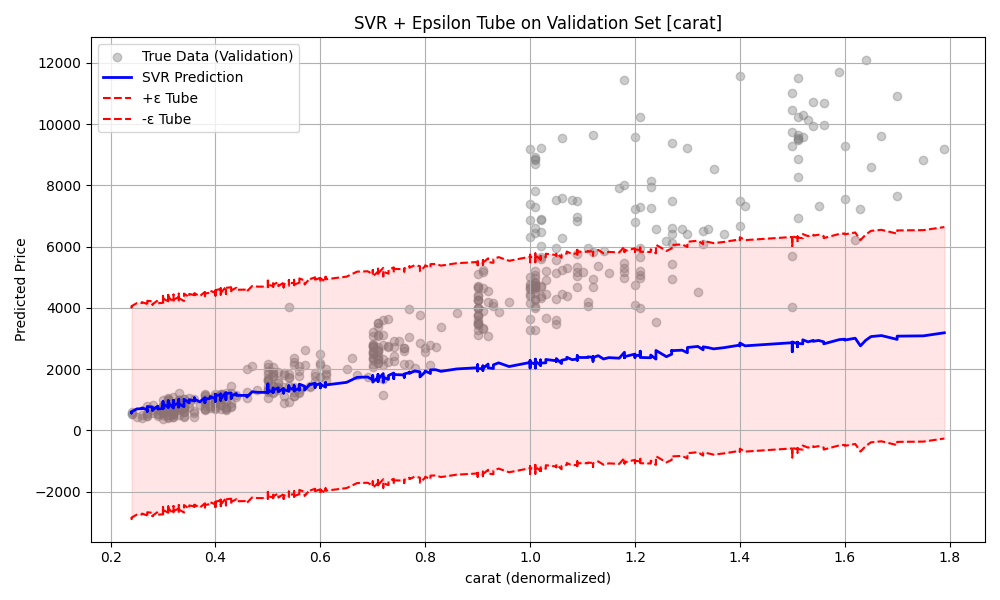 SVR + Epsilon Tube on Validation Set [carat]
True Data (Validation)
SVR Prediction
+ε Tube
-ε Tube
12000
10000
8000
6000
4000
2000
0
−2000
Predicted Price
0.2 0.4 0.6 0.8 1.0 1.2 1.4 1.6 1.8
carat (denormalized)